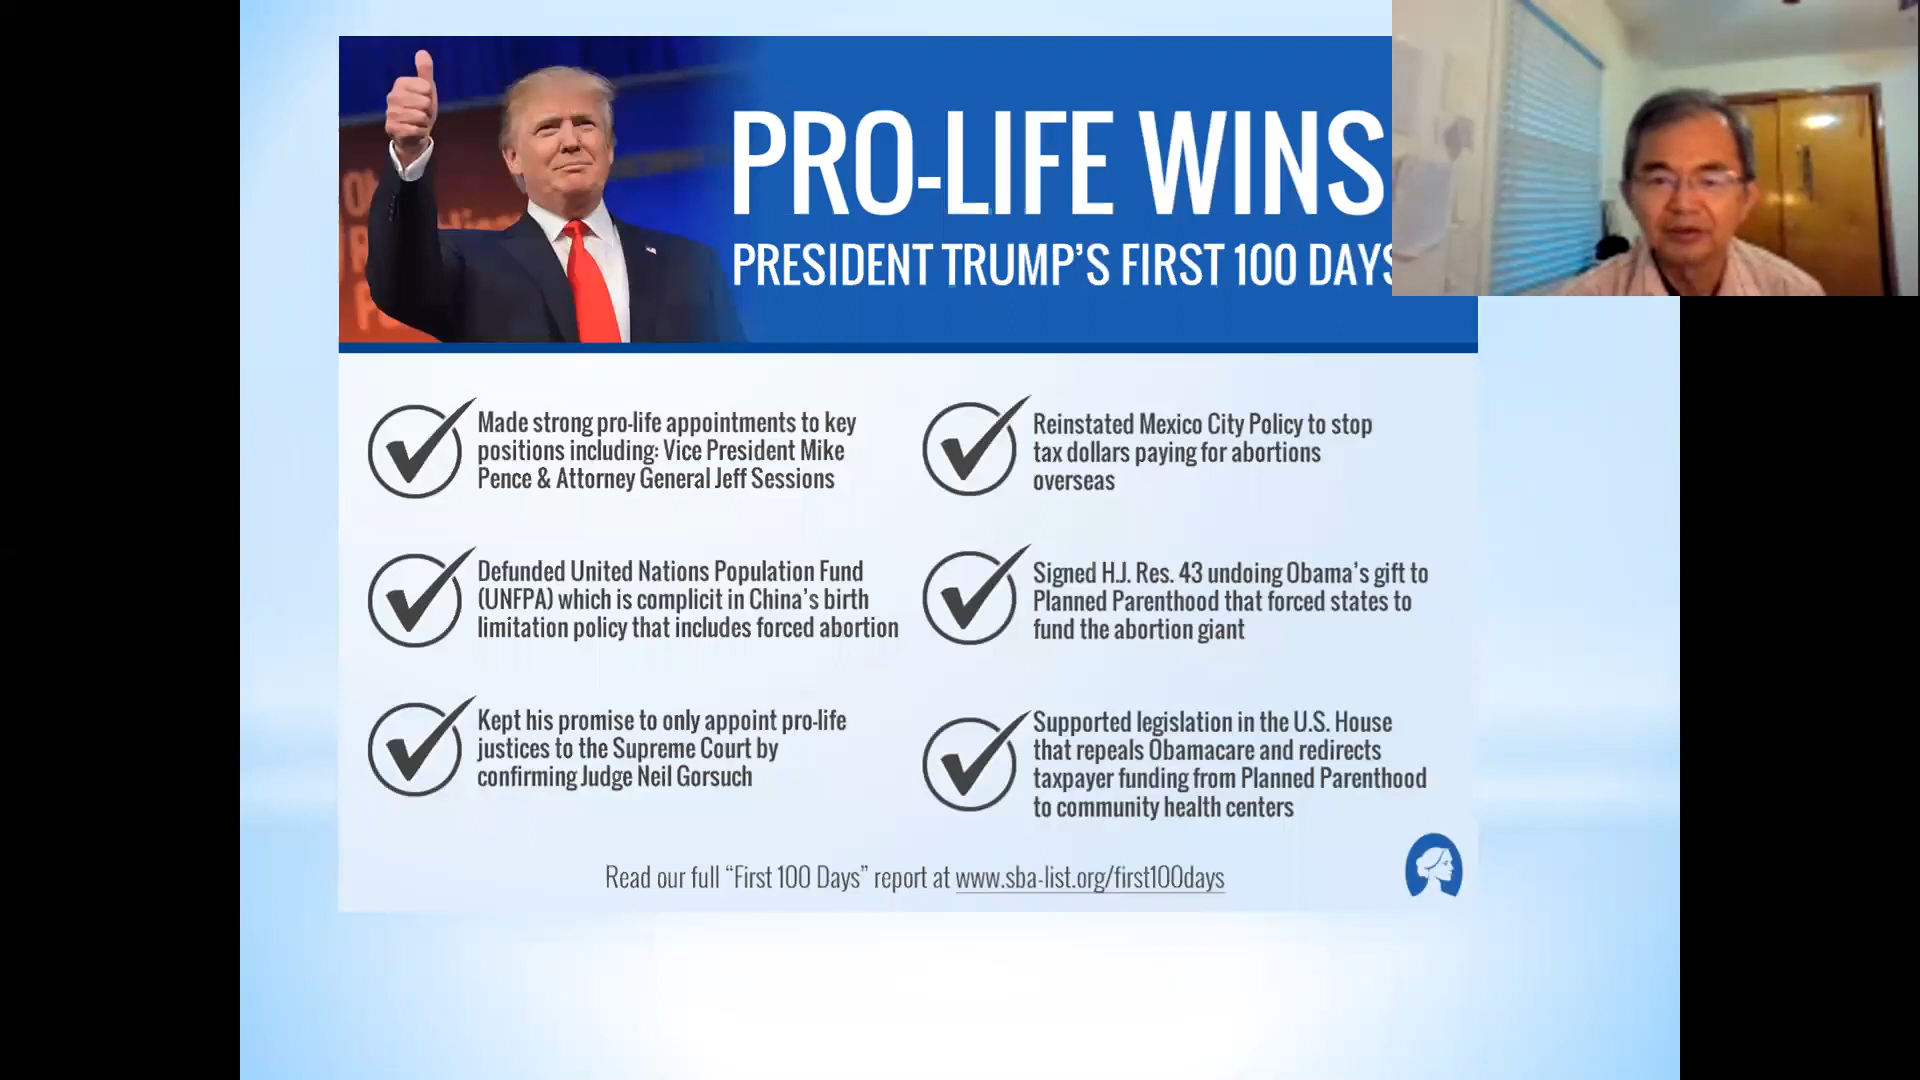 PRO-LIFE WINS
PRESIDENT TRUMP'S FIRST 100 DAYS
Made strong pro-life appointments to key
positions including: Vice President Mike
Pence & Attorney General Jeff Sessions
Defunded United Nations Population Fund
(UNFPA) which is complicit in China's birth
limitation policy that includes forced abortion
Kept his promise to only appoint pro-life
justices to the Supreme Court by
confirming Judge Neil Gorsuch
Reinstated Mexico City Policy to stop
tax dollars paying for abortions
overseas
Signed H.J. Res. 43 undoing Obama's gift to
Planned Parenthood that forced states to
fund the abortion giant
Supported legislation in the U.S. House
that repeals Obamacare and redirects
taxpayer funding from Planned Parenthood
to community health centers
Read our full “First 100 Days” report at www.sba-list.org/first100days